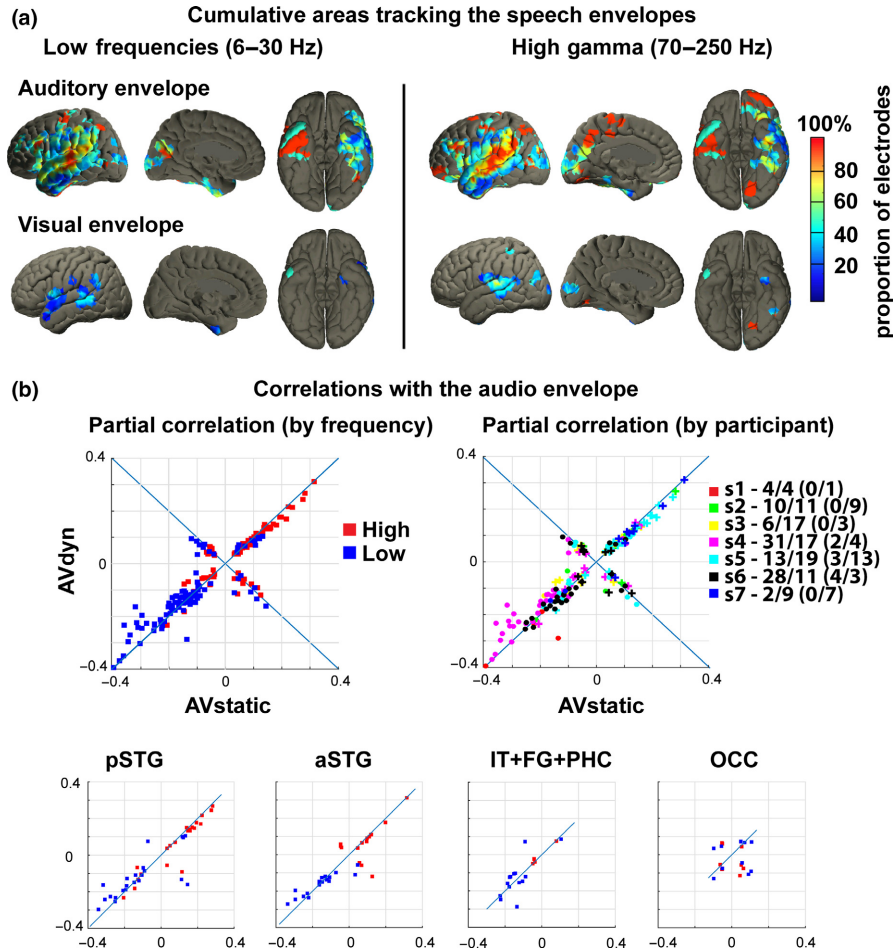 (a)
Cumulative areas tracking the speech envelopes
Low frequencies (6–30 Hz)
High gamma (70–250 Hz)
Auditory envelope
Visual envelope
100%
80
60
40
20
proportion of electrodes
(b)
Correlations with the audio envelope
Partial correlation (by frequency)
0.4
0
−0.4
AVdyn
−0.4
0
0.4
AVstatic
High
Low
Partial correlation (by participant)
0.4
0
−0.4
−0.4
0
0.4
AVstatic
s1 - 4/4 (0/1)
s2 - 10/11 (0/9)
s3 - 6/17 (0/3)
s4 - 31/17 (2/4)
s5 - 13/19 (3/13)
s6 - 28/11 (4/3)
s7 - 2/9 (0/7)
pSTG
0.4
0
−0.4
−0.4
0
0.4
aSTG
0
0.4
IT+FG+PHC
0
0.4
OCC
0
0.4